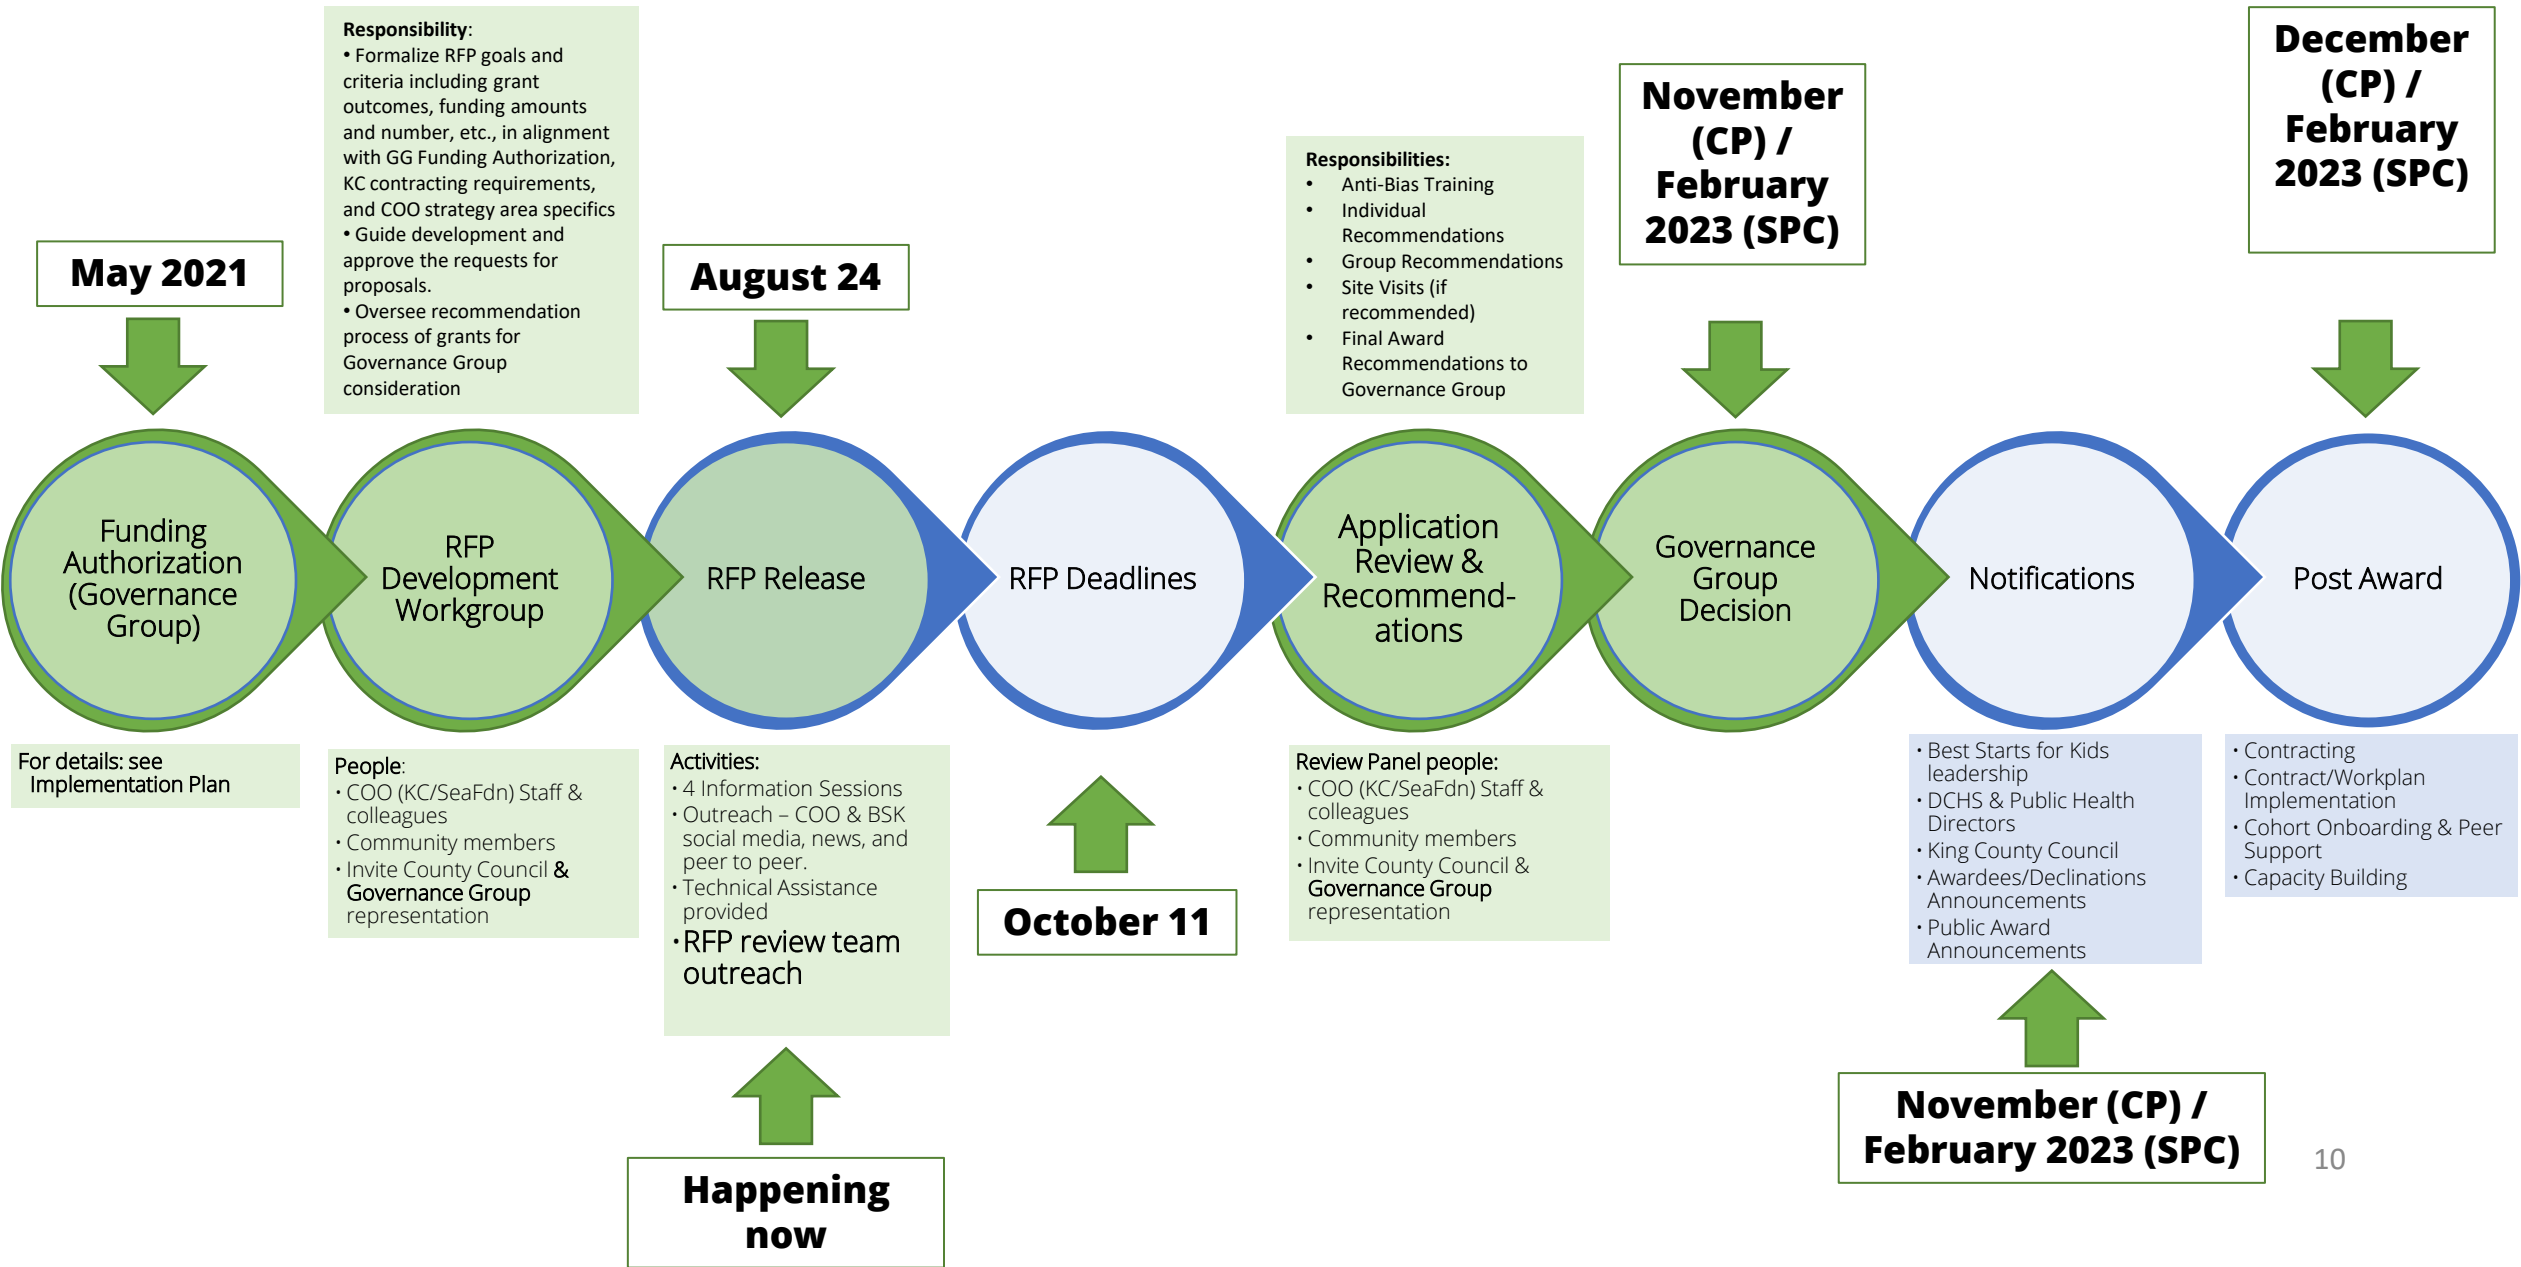 Responsibility:
• Formalize RFP goals and
criteria including grant
outcomes, funding amounts
and number, etc., in alignment
with GG Funding Authorization,
KC contracting requirements,
and COO strategy area specifics
• Guide development and
approve the requests for
proposals.
• Oversee recommendation
process of grants for
Governance Group
consideration
May 2021
August 24
Responsibilities:
• Anti-Bias Training
• Individual
Recommendations
• Group Recommendations
• Site Visits (if
recommended)
• Final Award
Recommendations to
Governance Group
November
(CP) /
February
2023 (SPC)
December
(CP) /
February
2023 (SPC)
Funding
Authorization
(Governance
Group)
RFP
Development
Workgroup
RFP Release
RFP Deadlines
Application
Review &
Recommend-
ations
Governance
Group
Decision
Notifications
Post Award
For details: see
Implementation Plan
People:
• COO (KC/SeaFdn) Staff &
colleagues
• Community members
• Invite County Council &
Governance Group
representation
Activities:
• 4 Information Sessions
• Outreach – COO & BSK
social media, news, and
peer to peer.
• Technical Assistance
provided
• RFP review team
outreach
Happening
now
October 11
Review Panel people:
• COO (KC/SeaFdn) Staff &
colleagues
• Community members
• Invite County Council &
Governance Group
representation
• Best Starts for Kids
leadership
• DCHS & Public Health
Directors
• King County Council
• Awardees/Declinations
Announcements
• Public Award
Announcements
November (CP) /
February 2023 (SPC)
• Contracting
• Contract/Workplan
Implementation
• Cohort Onboarding & Peer
Support
• Capacity Building
10